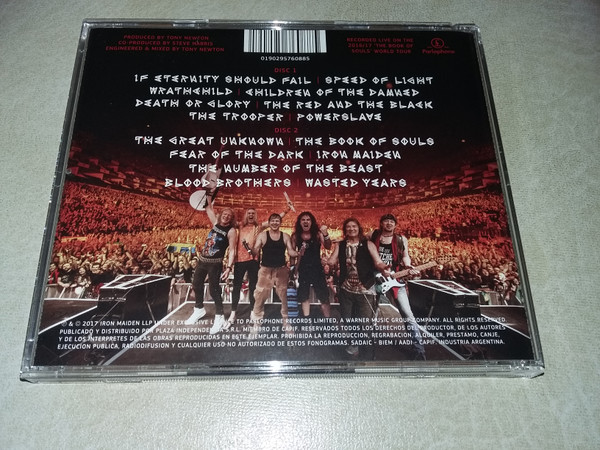 PRODUCED BY TONY NEWTON
CO-PRODUCED BY STEVE HARRIS
ENGINEERED & MIXED BY TONY NEWTON
0190295760885
RECORDED LIVE ON THE
2016/17 THE BOOK OF
SOULS WORLD TOUR
Parlophone
DISC 1
IF ETERNITY SHOULD FAIL | SPEED OF LIGHT
WRATHCHILD | CHILDREN OF THE DAMNED
DEATH OR GLORY | THE RED AND THE BLACK
THE TROOPER | POWERSLAVE
DISC 2
THE GREAT UNKNOWN | THE BOOK OF SOULS
FEAR OF THE DARK | IRON MAIDEN
THE NUMBER OF THE BEAST
BLOOD BROTHERS | WASTED YEARS
℗ & © 2017 IRON MAIDEN LLP UNDER EXCLUSIVE LICENCE TO PARLOPHONE RECORDS LIMITED, A WARNER MUSIC GROUP COMPANY. ALL RIGHTS RESERVED.
PUBLICADO Y DISTRIBUIDO POR PLAZA INDEPENDENCIA S.R.L. MIEMBRO DE CAPIF. RESERVADOS TODOS LOS DERECHOS DEL PRODUCTOR, DE LOS AUTORES
Y DE LOS INTERPRETES DE LAS OBRAS REPRODUCIDAS EN ESTE EJEMPLAR. PROHIBIDA LA REPRODUCCION, REGRABACION, ALQUILER, PRESTAMO, CANJE,
EJECUCION PUBLICA, RADIODIFUSION Y CUALQUIER USO NO AUTORIZADO DE ESTOS FONOGRAMAS. SADAIC - BIEM / AADI - CAPIF. INDUSTRIA ARGENTINA.